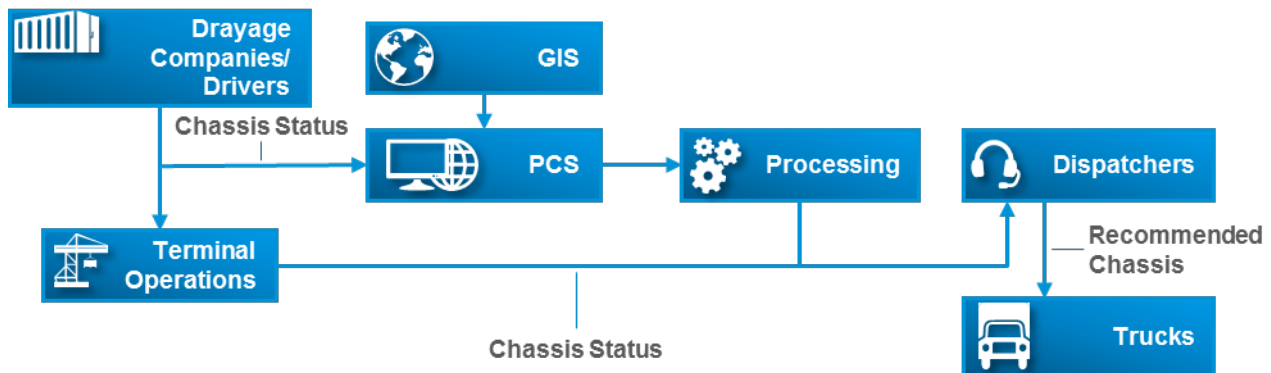 Drayage
Companies/
Drivers
GIS
Chassis Status
PCS
Processing
Dispatchers
Terminal
Operations
Recommended
Chassis
Chassis Status
Trucks